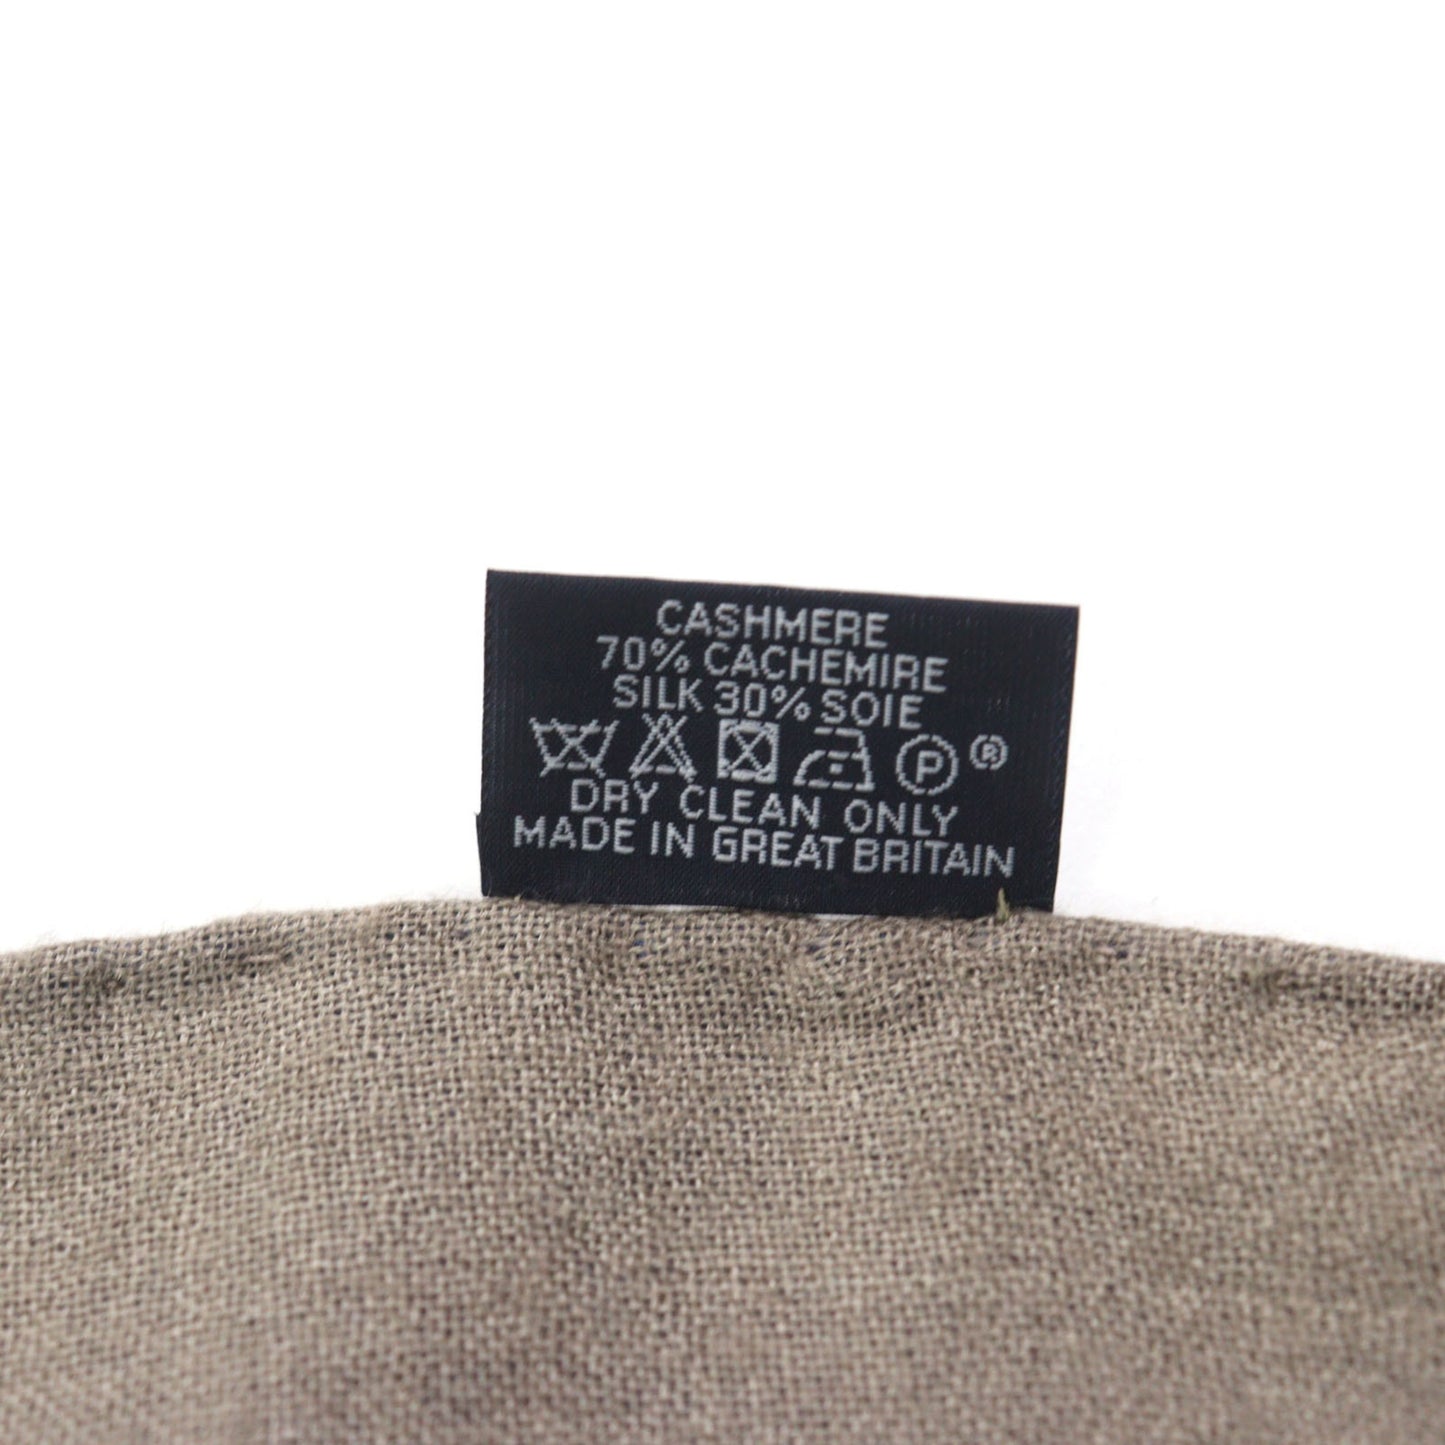 CASHMERE
70% CACHEMIRE
SILK 30% SOIE
P ®
DRY CLEAN ONLY
MADE IN GREAT BRITAIN